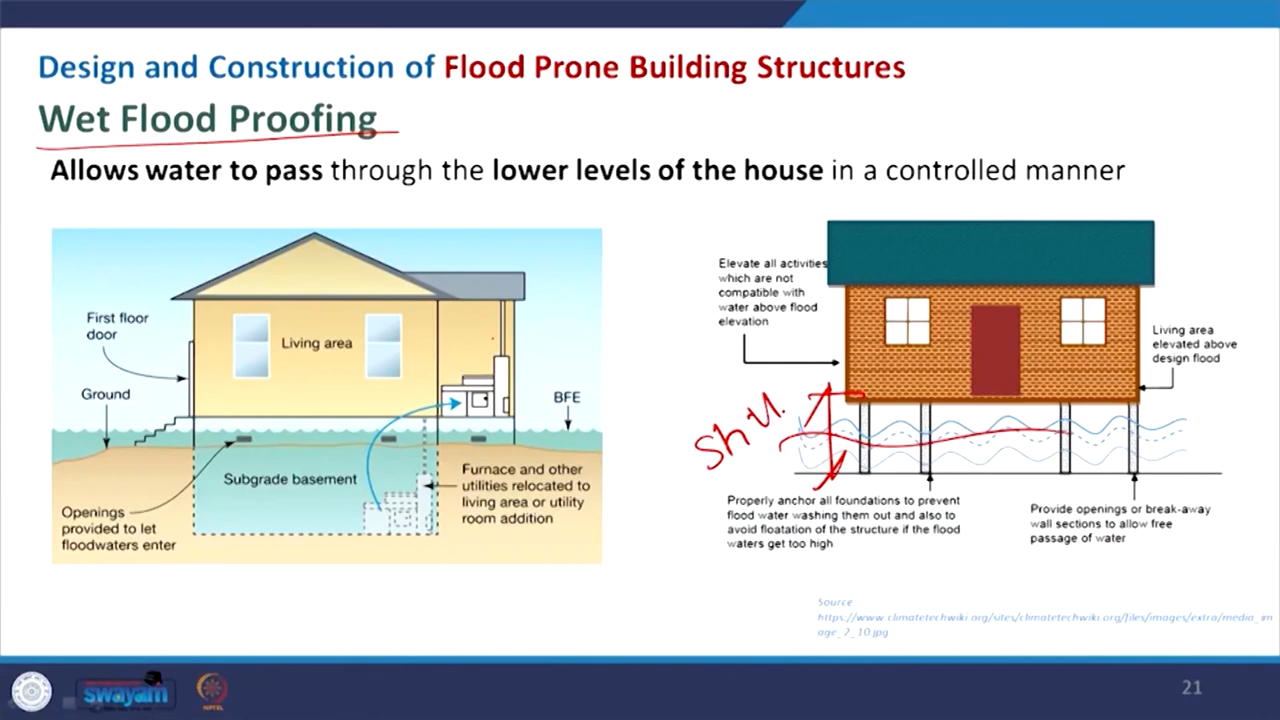 Design and Construction of Flood Prone Building Structures
Wet Flood Proofing
Allows water to pass through the lower levels of the house in a controlled manner
First floor
door
Living area
Ground
BFE
Subgrade basement
Furnace and other
utilities relocated to
living area or utility
room addition
Openings
provided to let
floodwaters enter
Elevate all activities
which are not
compatible with
water above flood
elevation
Living area
elevated above
design flood
Properly anchor all foundations to prevent
flood water washing them out and also to
avoid floatation of the structure if the flood
waters get too high
Provide openings or break-away
wall sections to allow free
passage of water
Source
https://www.climatetechwiki.org/sites/climatetechwiki.org/files/images/extra/media_im
age_2_10.jpg
swayam
NPTEL
21